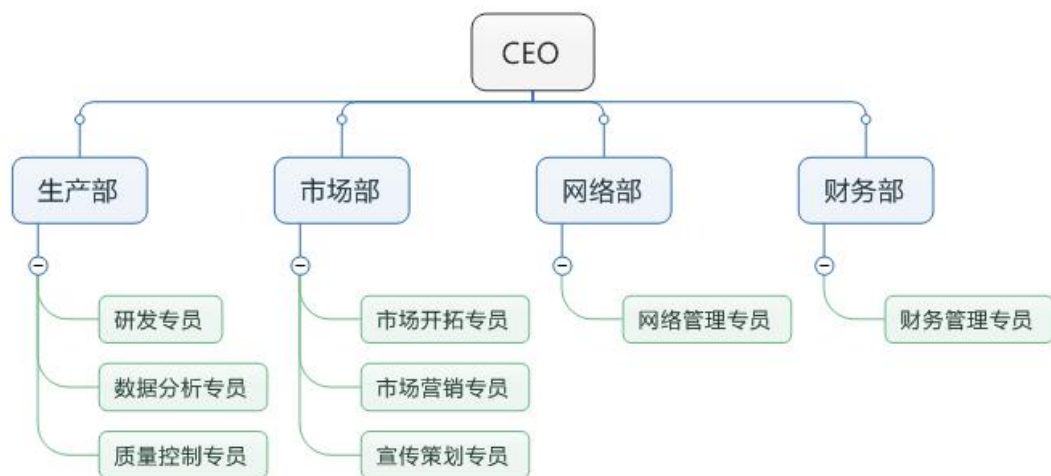 CEO
生产部
市场部
网络部
财务部
研发专员
市场开拓专员
网络管理专员
财务管理专员
数据分析专员
市场营销专员
质量控制专员
宣传策划专员